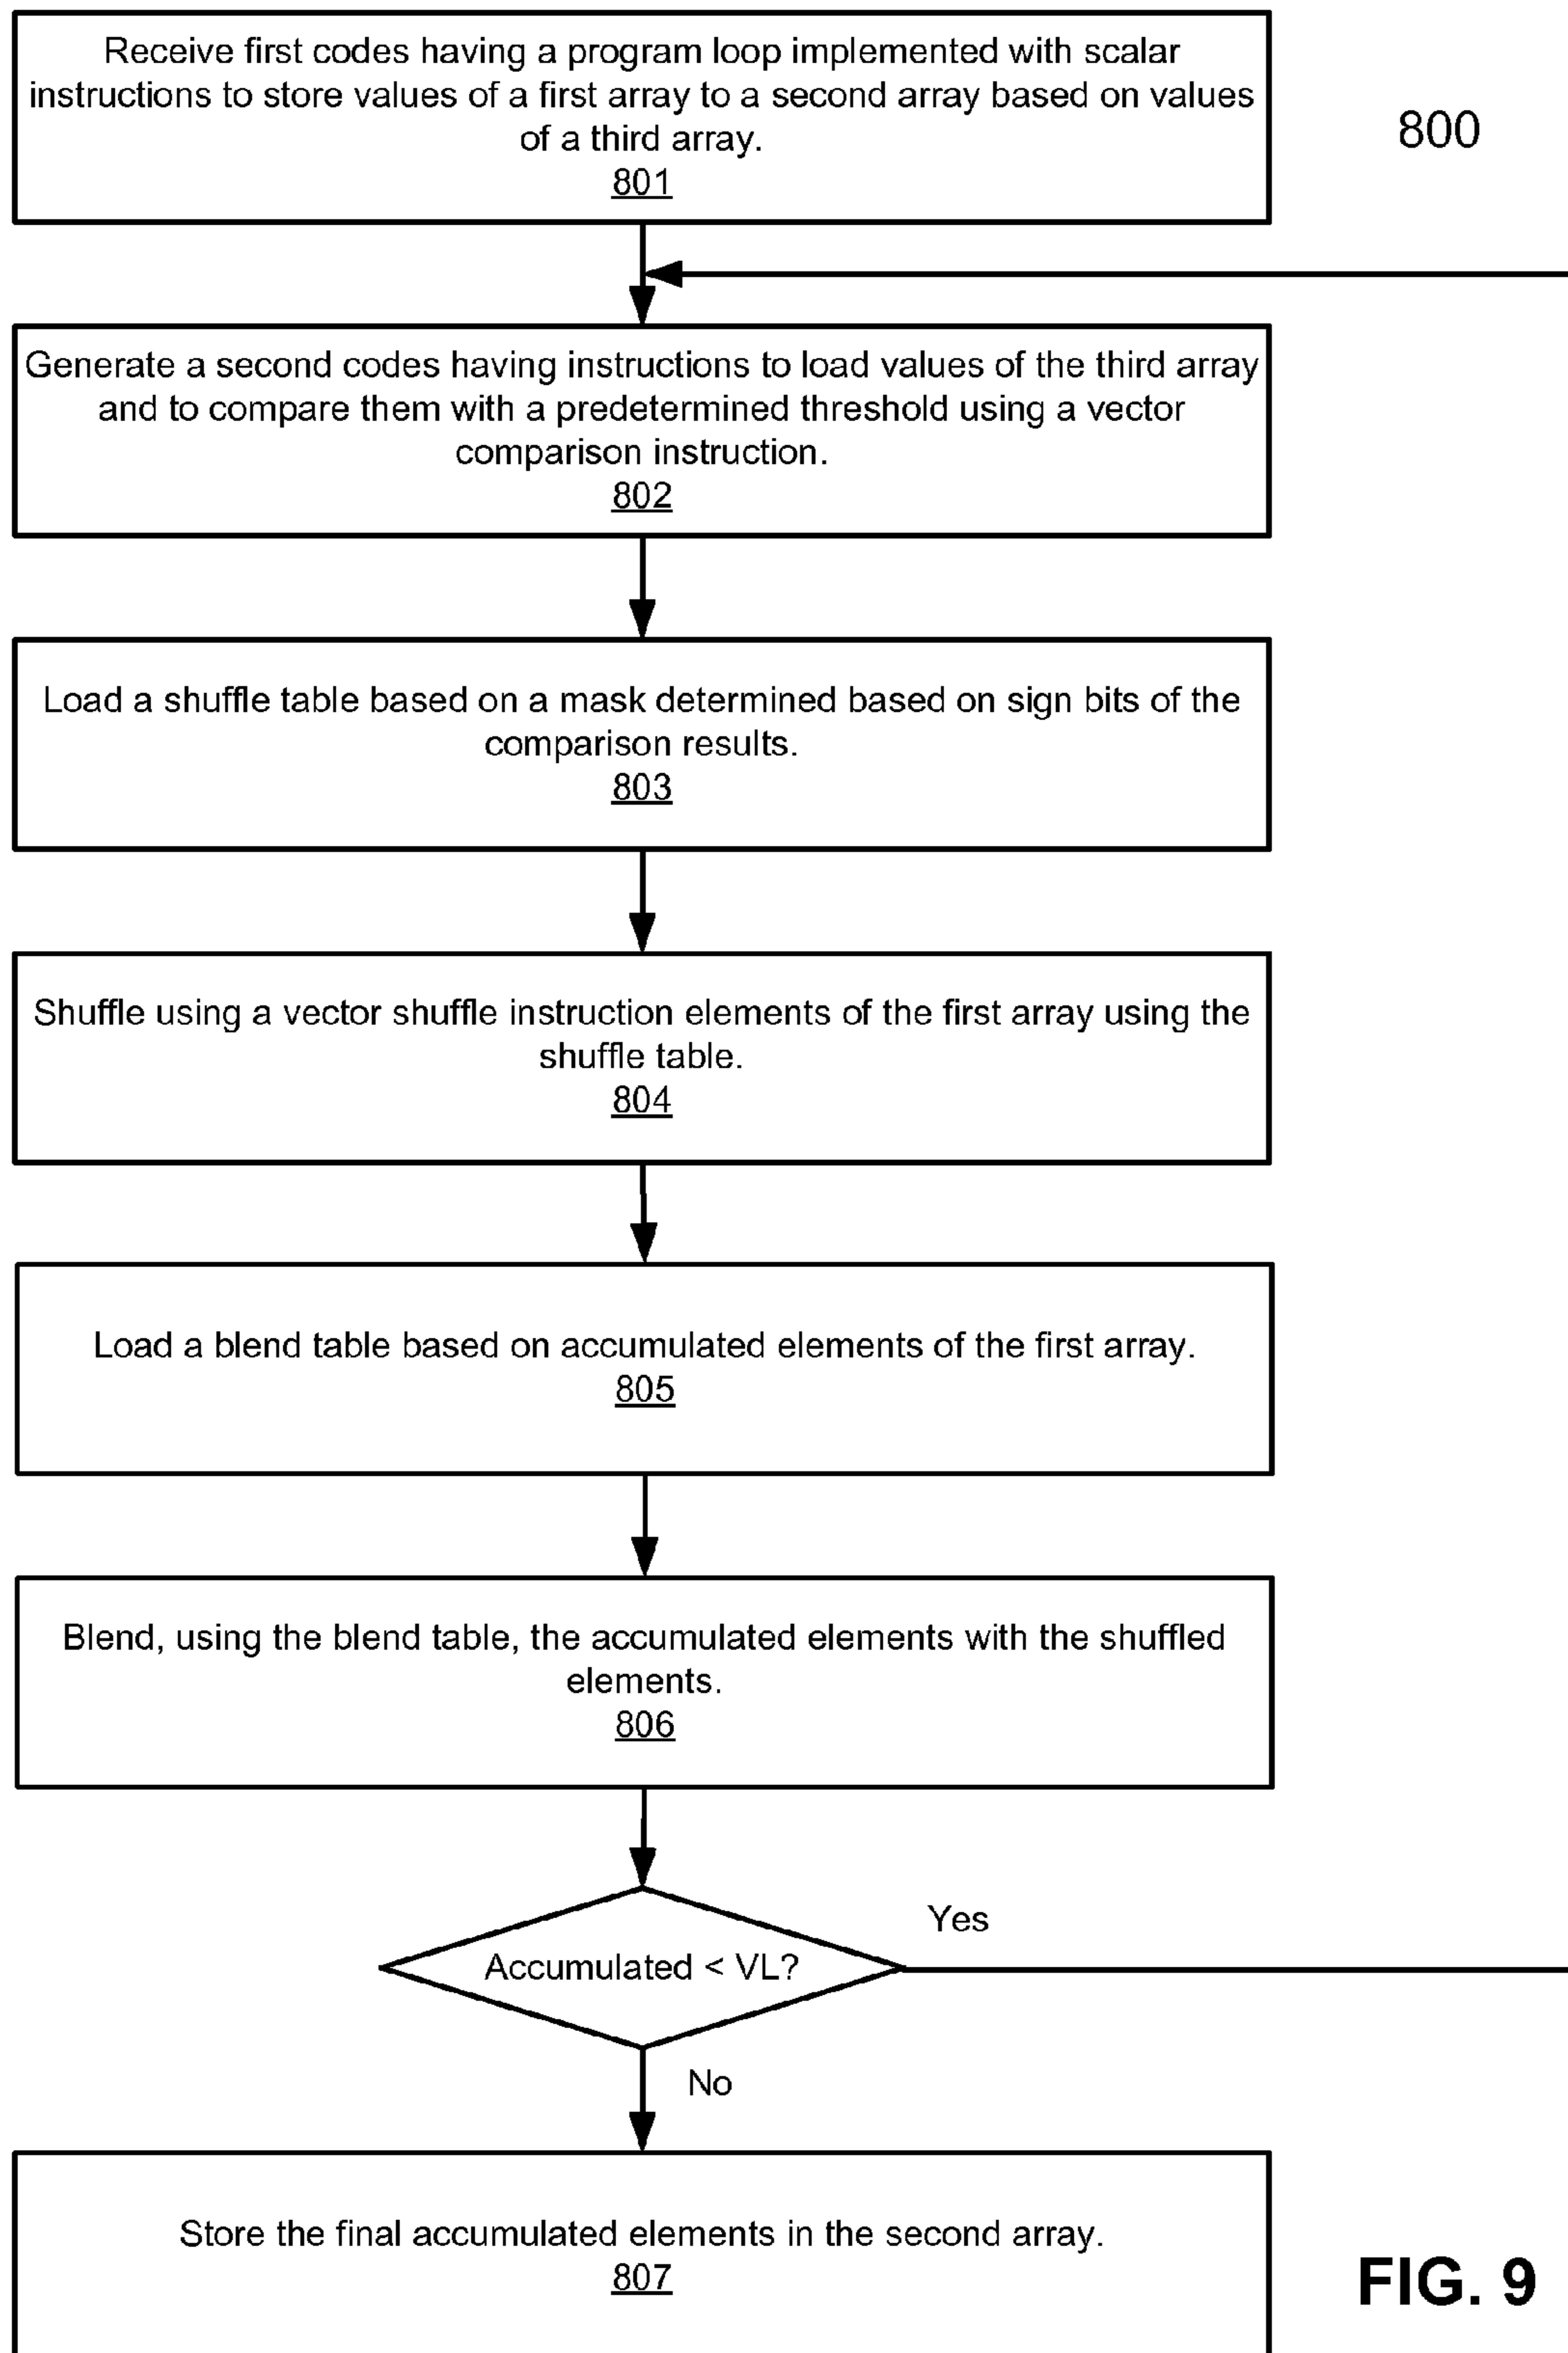 Receive first codes having a program loop implemented with scalar
instructions to store values of a first array to a second array based on values
of a third array.
801
800
Generate a second codes having instructions to load values of the third array
and to compare them with a predetermined threshold using a vector
comparison instruction.
802
Load a shuffle table based on a mask determined based on sign bits of the
comparison results.
803
Shuffle using a vector shuffle instruction elements of the first array using the
shuffle table.
804
Load a blend table based on accumulated elements of the first array.
805
Blend, using the blend table, the accumulated elements with the shuffled
elements.
806
Yes
Accumulated < VL?
No
Store the final accumulated elements in the second array.
807
FIG. 9